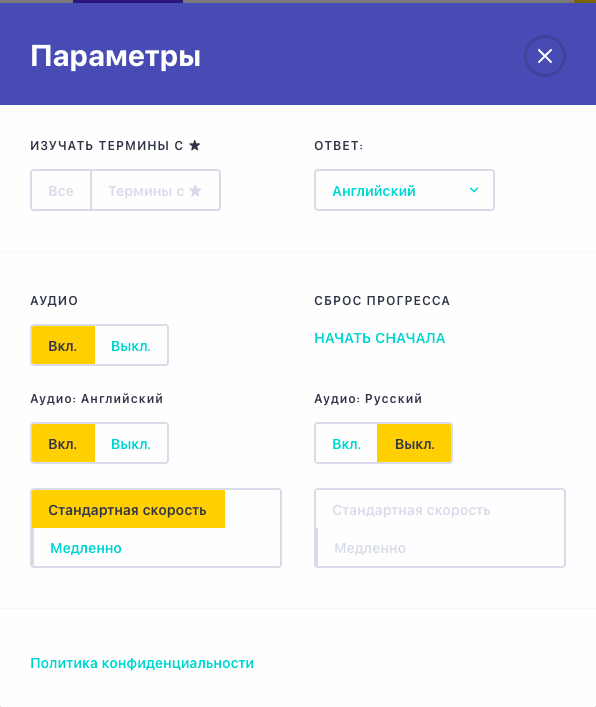 Параметры
ИЗУЧАТЬ ТЕРМИНЫ С ★
ОТВЕТ:
Все
Термины с ★
Английский
АУДИО
СБРОС ПРОГРЕССА
Вкл.
Выкл.
НАЧАТЬ СНАЧАЛА
Аудио: Английский
Аудио: Русский
Вкл.
Выкл.
Вкл.
Выкл.
Стандартная скорость
Медленно
Стандартная скорость
Медленно
Политика конфиденциальности